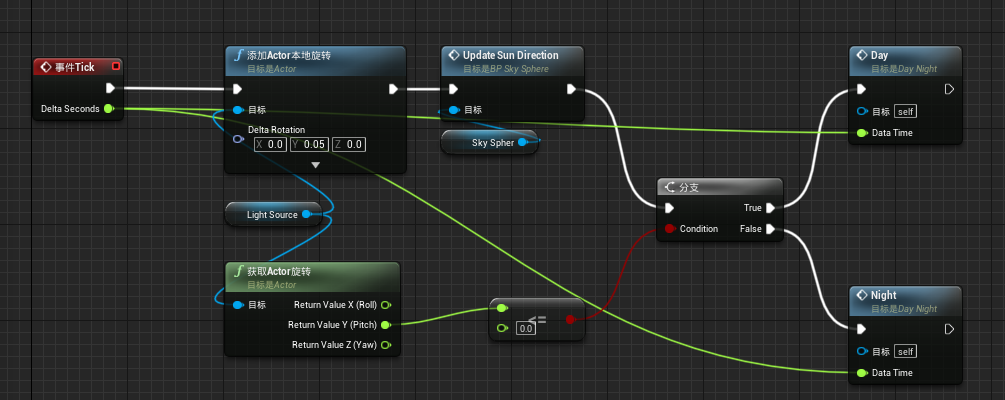 事件Tick
Delta Seconds
添加Actor本地旋转
目标是Actor
目标
Delta Rotation
X 0.0 Y 0.05 Z 0.0
Light Source
获取Actor旋转
目标是Actor
目标
Return Value X (Roll)
Return Value Y (Pitch)
Return Value Z (Yaw)
Update Sun Direction
目标是BP Sky Sphere
目标
Sky Spher
<=
0.0
分支
True
Condition
False
Day
目标是Day Night
目标 self
Data Time
Night
目标是Day Night
目标 self
Data Time